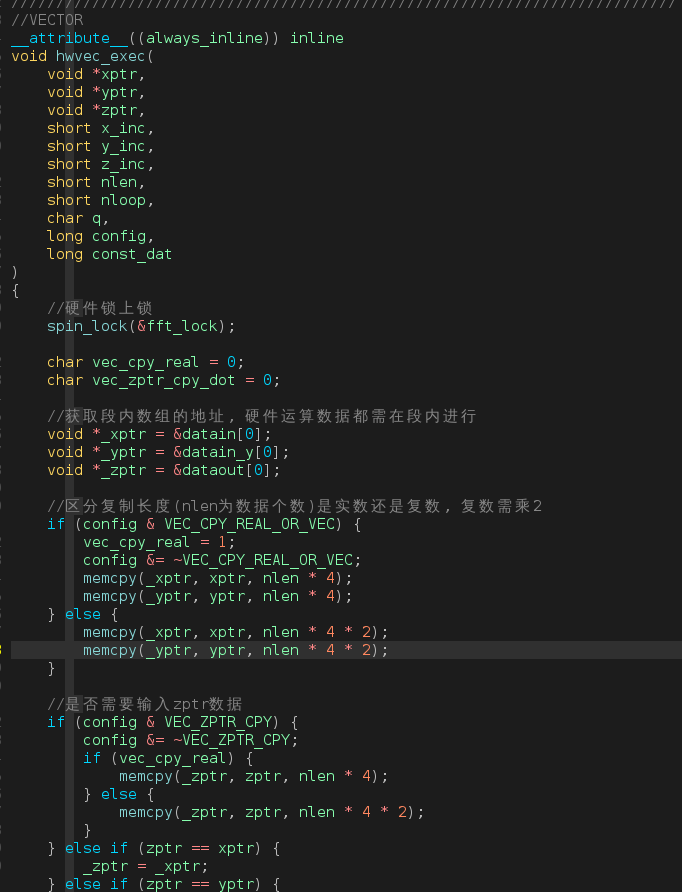 ////////////////////////////////////////////////////////////////////////
//VECTOR
__attribute__((always_inline)) inline
void hwvec_exec(
    void *xptr,
    void *yptr,
    void *zptr,
    short x_inc,
    short y_inc,
    short z_inc,
    short nlen,
    short nloop,
    char q,
    long config,
    long const_dat
)
{
    //硬件锁上锁
    spin_lock(&fft_lock);

    char vec_cpy_real = 0;
    char vec_zptr_cpy_dot = 0;

    //获取段内数组的地址, 硬件运算数据都需在段内进行
    void *_xptr = &datain[0];
    void *_yptr = &datain_y[0];
    void *_zptr = &dataout[0];

    //区分复制长度(nlen为数据个数)是实数还是复数, 复数需乘2
    if (config & VEC_CPY_REAL_OR_VEC) {
        vec_cpy_real = 1;
        config &= ~VEC_CPY_REAL_OR_VEC;
        memcpy(_xptr, xptr, nlen * 4);
        memcpy(_yptr, yptr, nlen * 4);
    } else {
        memcpy(_xptr, xptr, nlen * 4 * 2);
        memcpy(_yptr, yptr, nlen * 4 * 2);
    }

    //是否需要输入zptr数据
    if (config & VEC_ZPTR_CPY) {
        config &= ~VEC_ZPTR_CPY;
        if (vec_cpy_real) {
            memcpy(_zptr, zptr, nlen * 4);
        } else {
            memcpy(_zptr, zptr, nlen * 4 * 2);
        }
    } else if (zptr == xptr) {
        _zptr = _xptr;
    } else if (zptr == yptr) {